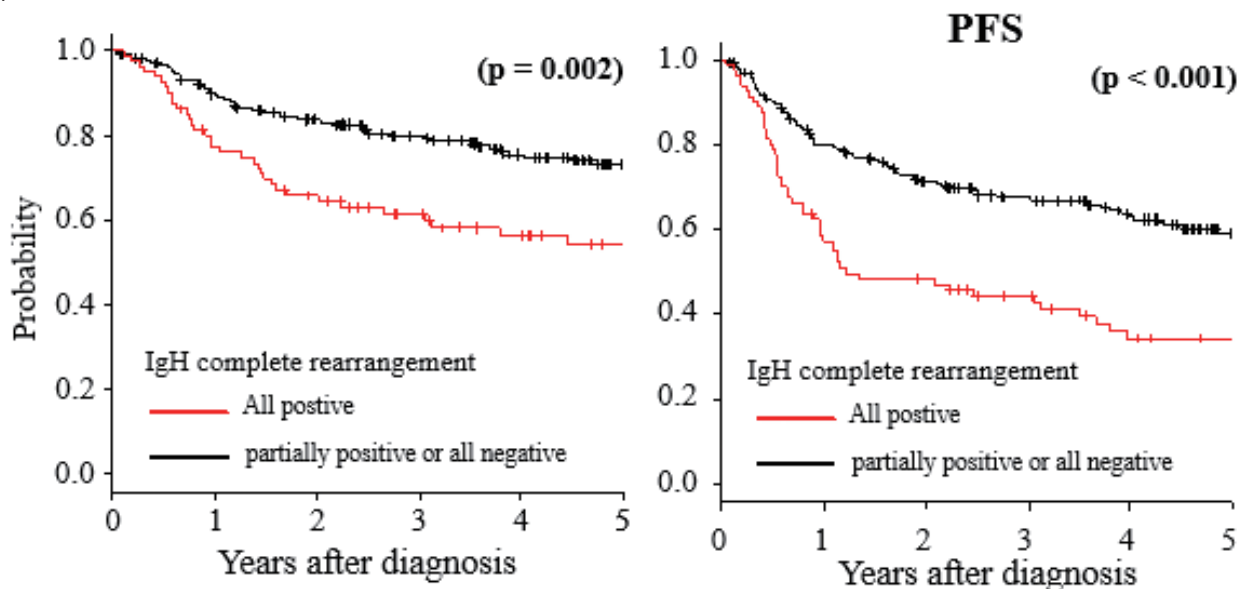 (p = 0.002)
1.0
0.8
0.6
0.4
0.2
0.0
Probability
IgH complete rearrangement
All postive
partially positive or all negative
0 1 2 3 4 5
Years after diagnosis
PFS
(p < 0.001)
1.0
0.8
0.6
0.4
0.2
0.0
IgH complete rearrangement
All postive
partially positive or all negative
0 1 2 3 4 5
Years after diagnosis